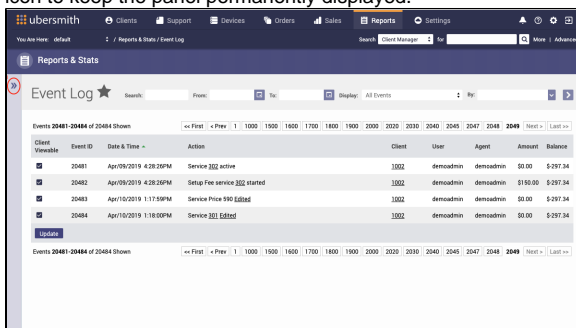 icon to keep the panel permanently displayed.
ubersmith Clients Support Devices Orders Sales Reports Settings
You Are Here: default / Reports & Stats / Event Log Search Client Manager for More | Advance
Reports & Stats
Event Log Search: From: To: Display: All Events By:
Events 20481-20484 of 20484 Shown << First < Prev 1 1000 1500 1600 1700 1800 1900 2000 2020 2030 2040 2045 2047 2048 2049 Next > Last >>
Client Viewable Event ID Date & Time Action Client User Agent Amount Balance
20481 Apr/09/2019 4:28:26PM Service 302 active 1002 demoadmin demoadmin $0.00 $-297.34
20482 Apr/09/2019 4:28:26PM Setup Fee service 302 started 1002 demoadmin demoadmin $150.00 $-297.34
20483 Apr/10/2019 1:17:59PM Service Price 590 Edited 1002 demoadmin demoadmin $0.00 $-297.34
20484 Apr/10/2019 1:18:00PM Service 301 Edited 1002 demoadmin demoadmin $0.00 $-297.34
Update
Events 20481-20484 of 20484 Shown << First < Prev 1 1000 1500 1600 1700 1800 1900 2000 2020 2030 2040 2045 2047 2048 2049 Next > Last >>